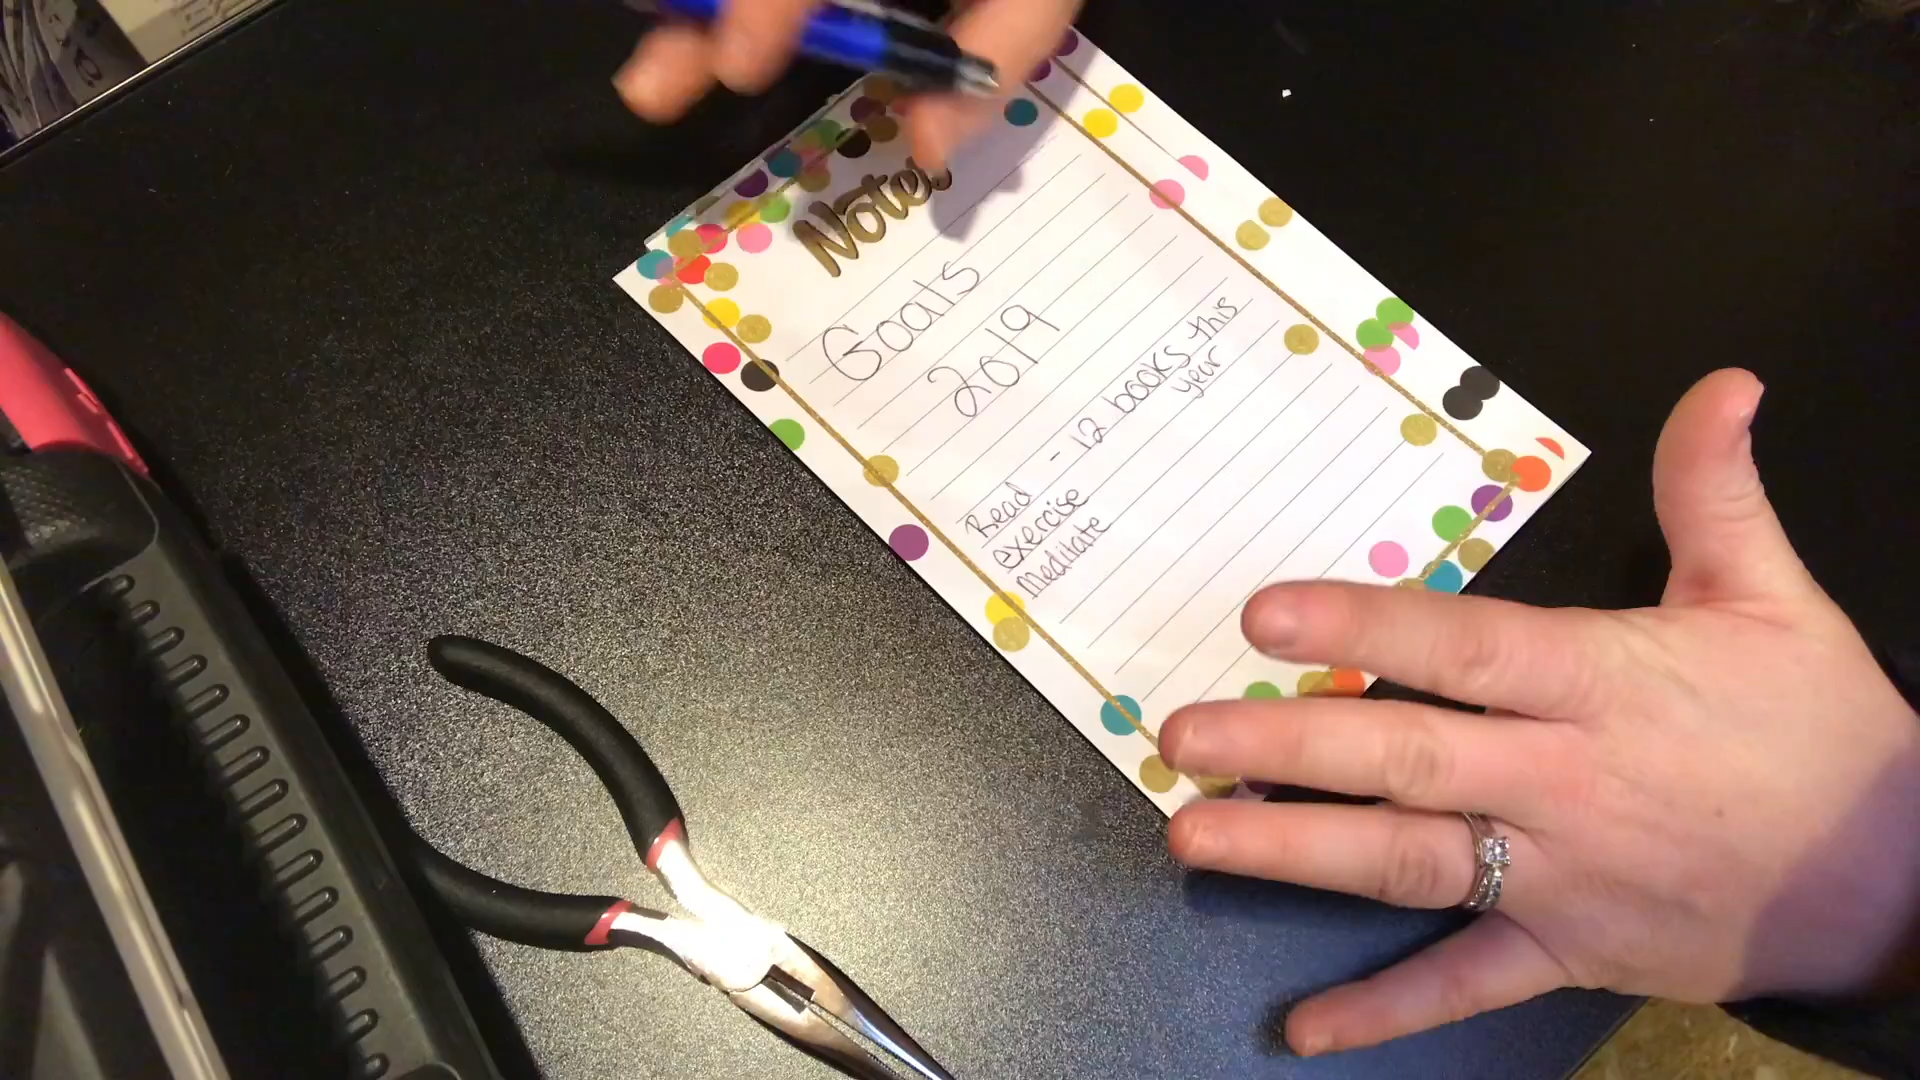 Notes
Goals
2019
Read - 12 books this
year
exercise
Meditate